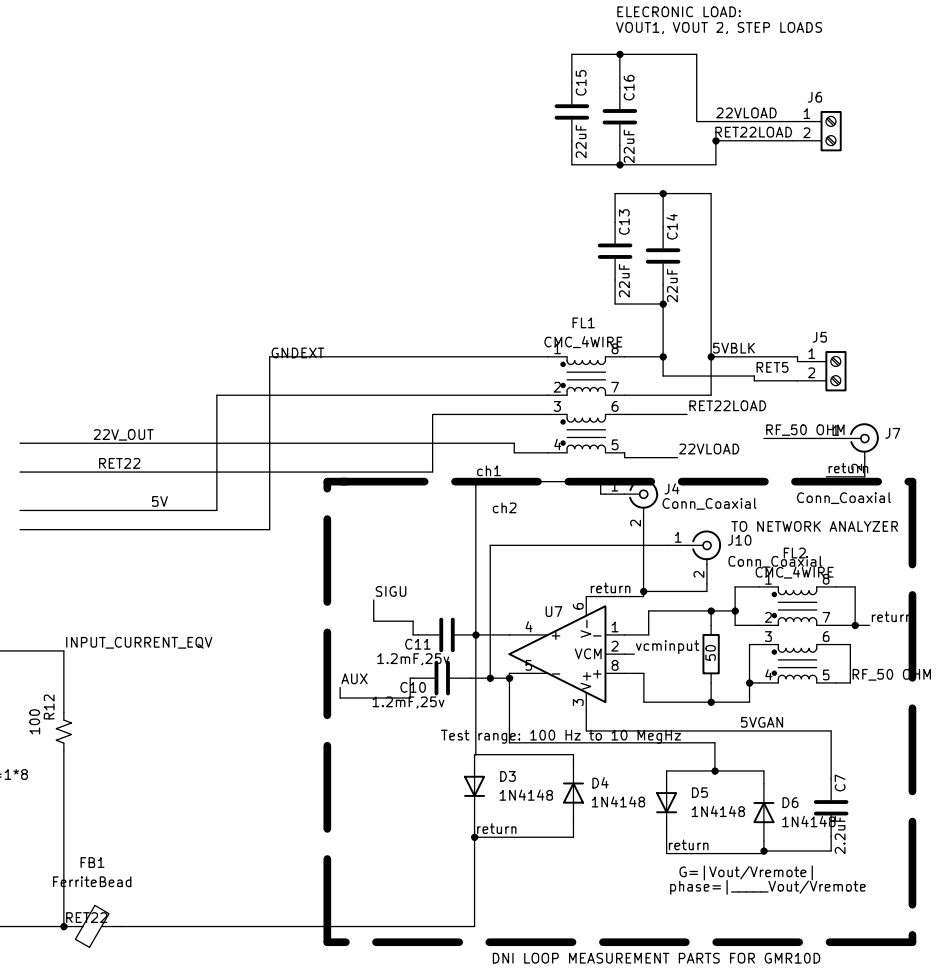 ELECRONIC LOAD:
VOUT1, VOUT 2, STEP LOADS
C15
22uF
C16
22uF
J6
22VLOAD 1
RET22LOAD 2
C13
22uF
C14
22uF
FL1
CMC_4WIRE
GNDEXT
1 8
2 7
3 6
4 5
5VBLK
RET5
J5
1
2
RET22LOAD
22VLOAD
22V_OUT
RET22
5V
RF_50 OHM 1
J7
return 2
Conn_Coaxial
ch1
ch2
1
J4
Conn_Coaxial
2
TO NETWORK ANALYZER
1
J10
Conn_Coaxial
2
FL2
CMC_4WIRE
1 8
2 7
3 6
4 5
return
RF_50 OHM
return
SIGU
C11
1.2mF,25v
AUX
C10
1.2mF,25v
U7
4 +
5 −
6 V−
3 V+
− 1
VCM 2
+ 8
vcminput
50
5VGAN
Test range: 100 Hz to 10 MegHz
INPUT_CURRENT_EQV
100
R12
=1*8
D3
1N4148
D4
1N4148
return
D5
1N4148
D6
1N4148
return
C7
2.2uF
G=|Vout/Vremote|
phase=|____Vout/Vremote
FB1
FerriteBead
RET22
DNI LOOP MEASUREMENT PARTS FOR GMR10D